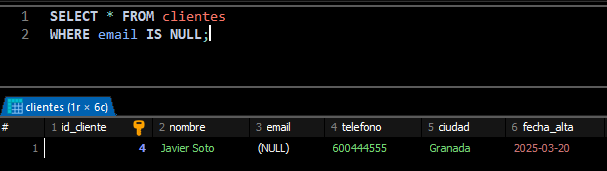 1 SELECT * FROM clientes
2 WHERE email IS NULL;
clientes (1r × 6c)
# 1 id_cliente 2 nombre 3 email 4 telefono 5 ciudad 6 fecha_alta
1 4 Javier Soto (NULL) 600444555 Granada 2025-03-20